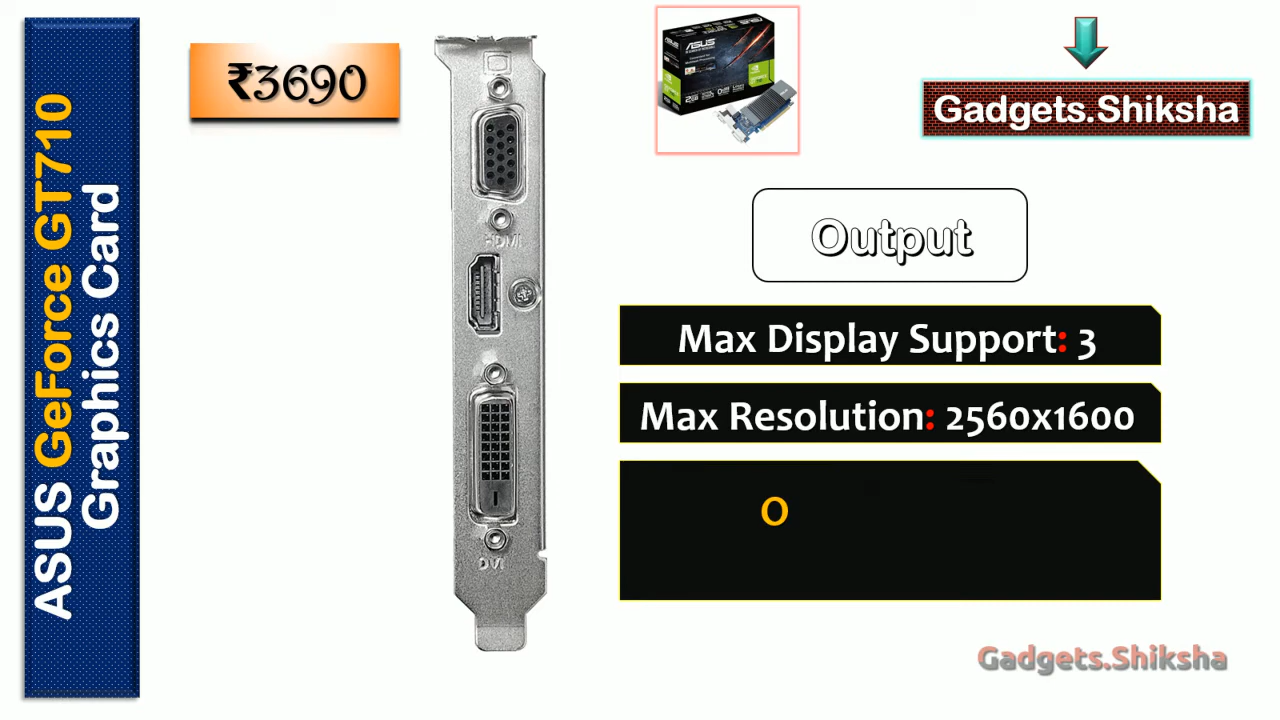 ASUS GeForce GT710
Graphics Card
₹3690
HDMI
DVI
ASUS
Gadgets.Shiksha
Output
Max Display Support: 3
Max Resolution: 2560x1600
O
Gadgets.Shiksha